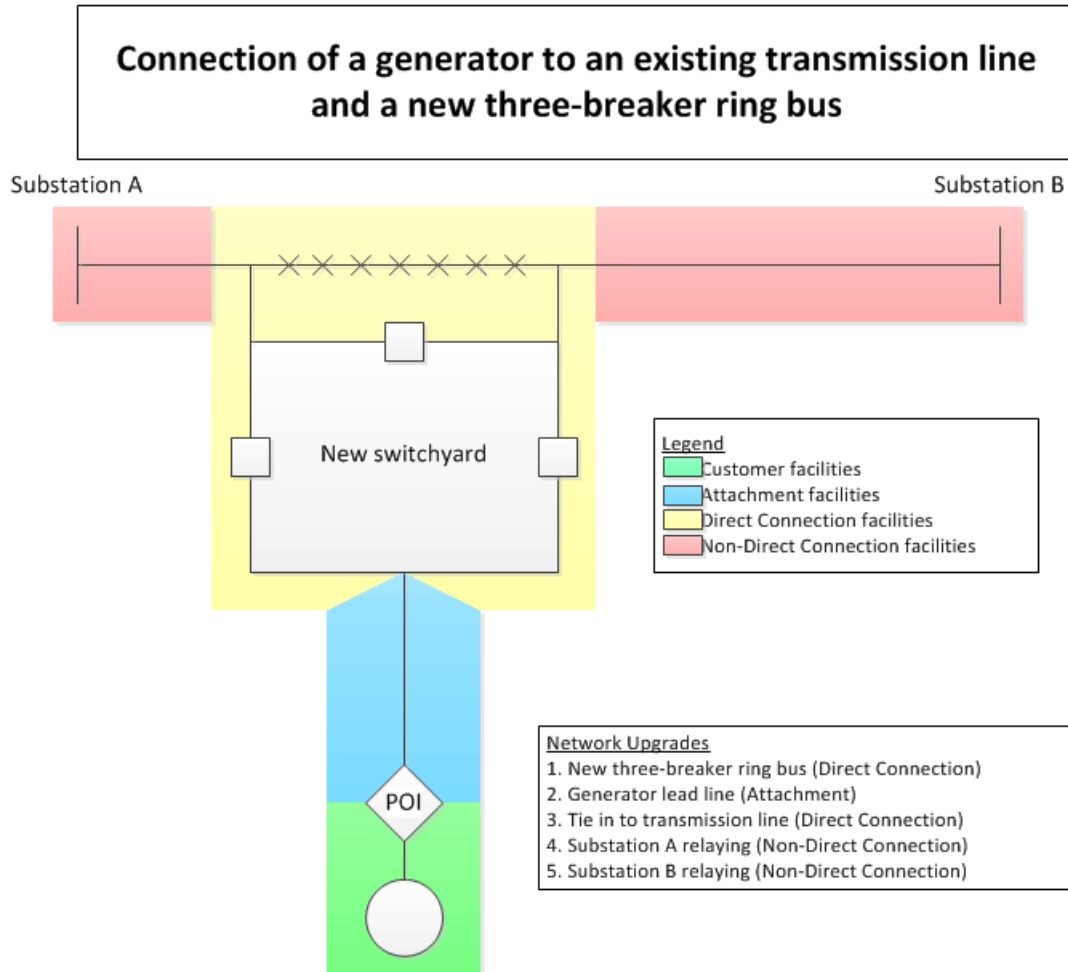 Connection of a generator to an existing transmission line
and a new three-breaker ring bus
Substation A
Substation B
New switchyard
Legend
Customer facilities
Attachment facilities
Direct Connection facilities
Non-Direct Connection facilities
POI
Network Upgrades
1. New three-breaker ring bus (Direct Connection)
2. Generator lead line (Attachment)
3. Tie in to transmission line (Direct Connection)
4. Substation A relaying (Non-Direct Connection)
5. Substation B relaying (Non-Direct Connection)